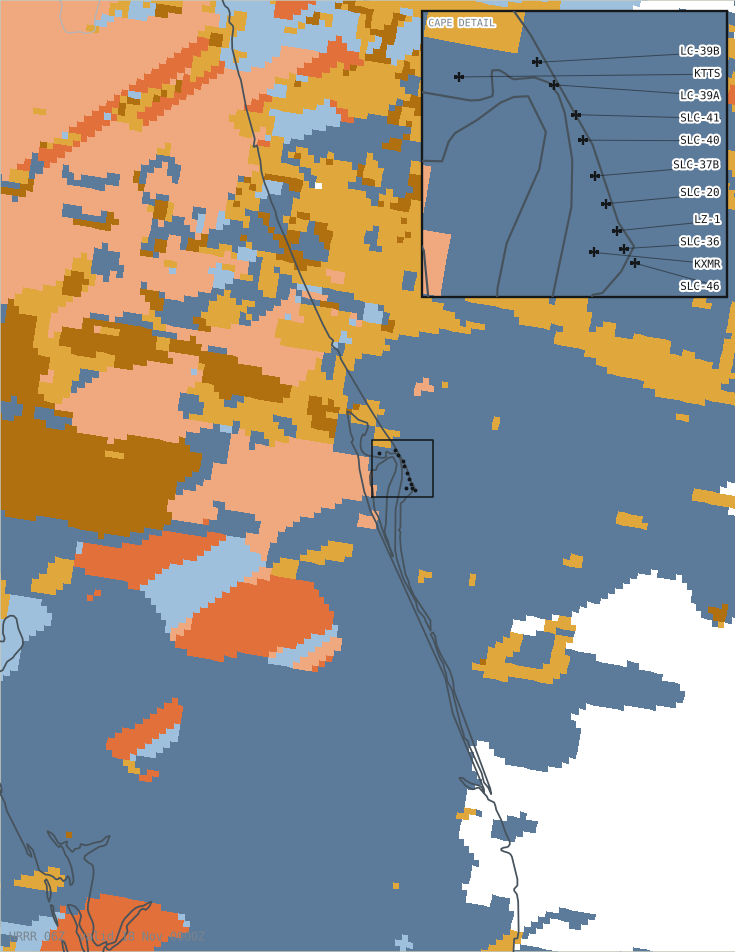 CAPE DETAIL
LC-39B
KTTS
LC-39A
SLC-41
SLC-40
SLC-37B
SLC-20
LZ-1
SLC-36
KXMR
SLC-46
HRRR
Nov